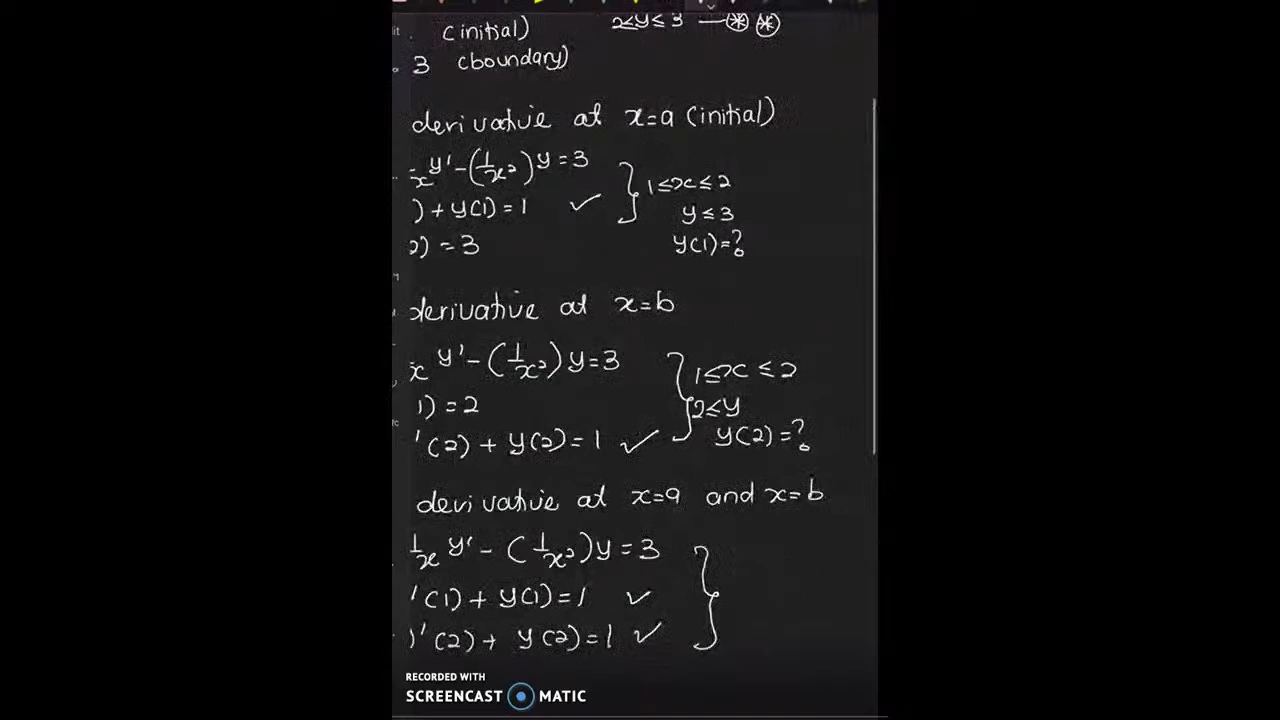 (initial) 2≤y≤3 —⊛⊛
3 (boundary)
derivative at x=a (initial)
x y' - (1/x²) y = 3
) + y(1) = 1 ✓ 1≤x≤2
y≤3
2) = 3 y(1)=?
derivative at x=b
x y' - (1/x²) y = 3 1≤x≤2
1) = 2 2≤y
'(2) + y(2) = 1 ✓ y(2)=?
derivative at x=a and x=b
1/x y' - (1/x²) y = 3
'(1) + y(1) = 1 ✓
)'(2) + y(2) = 1 ✓
RECORDED WITH
SCREENCAST MATIC